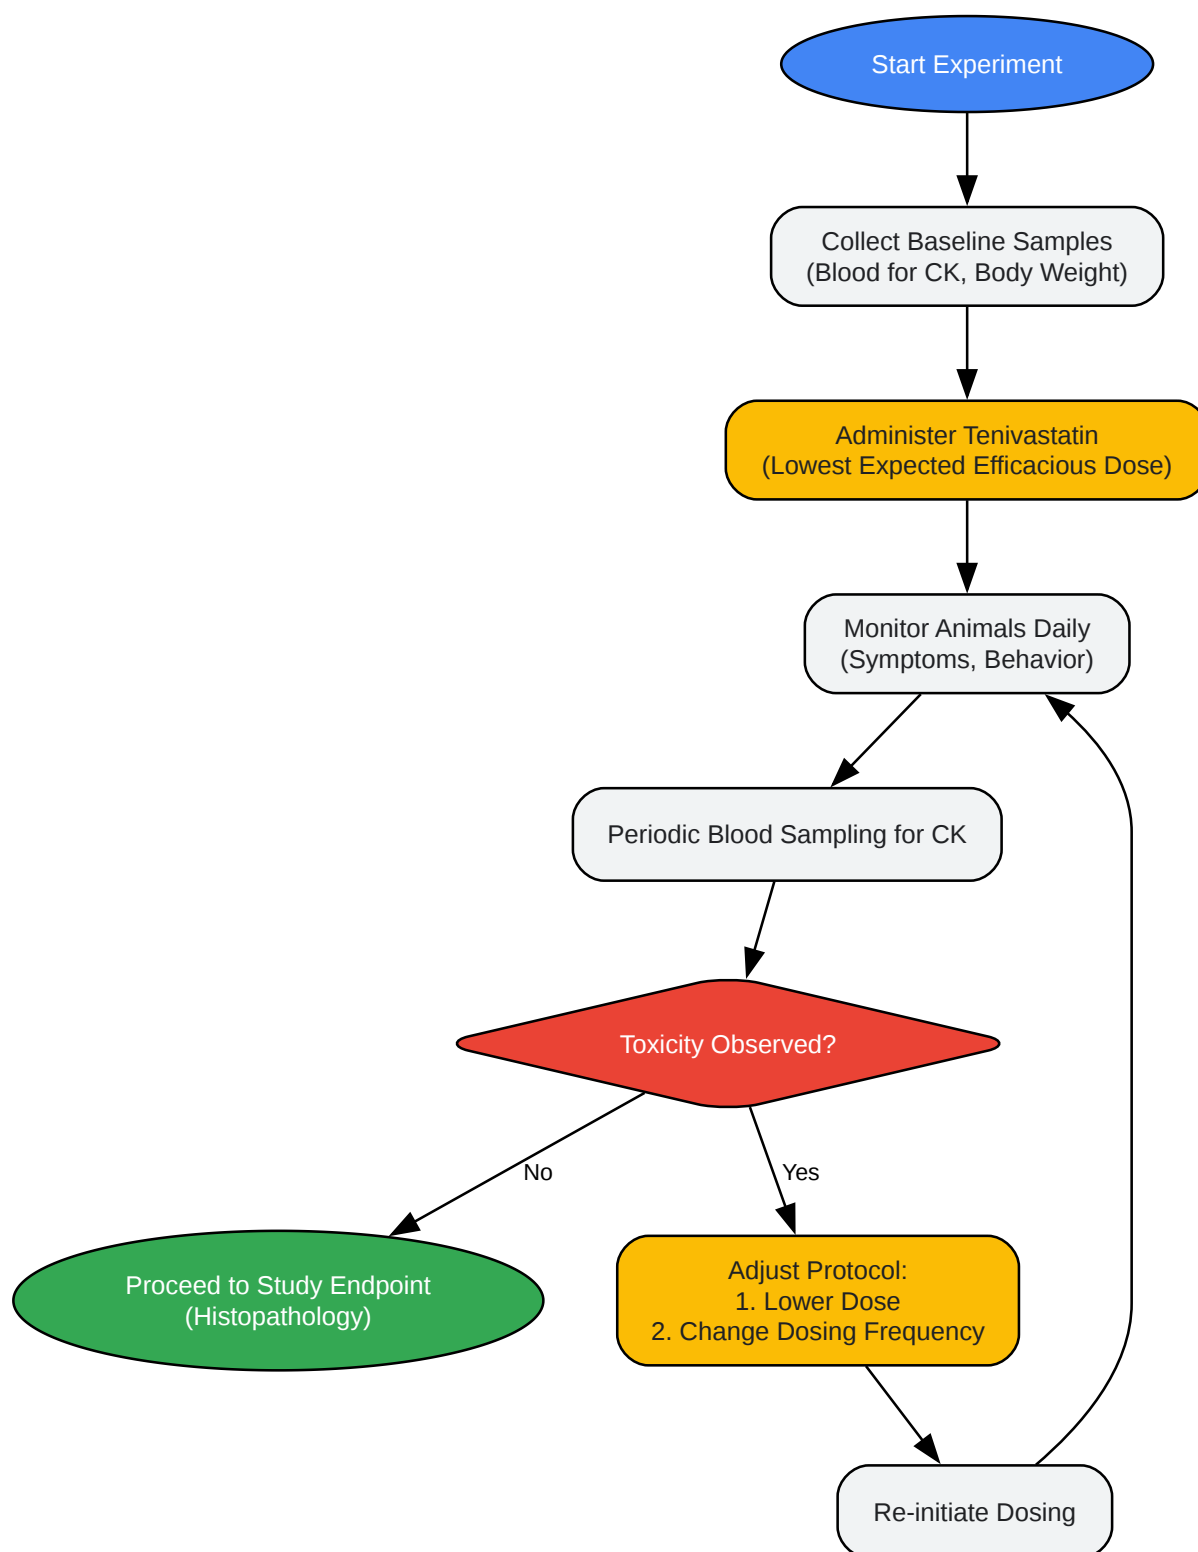 Start Experiment
Collect Baseline Samples
(Blood for CK, Body Weight)
Administer Tenivastatin
(Lowest Expected Efficacious Dose)
Monitor Animals Daily
(Symptoms, Behavior)
Periodic Blood Sampling for CK
Toxicity Observed?
No
Yes
Proceed to Study Endpoint
(Histopathology)
Adjust Protocol:
1. Lower Dose
2. Change Dosing Frequency
Re-initiate Dosing